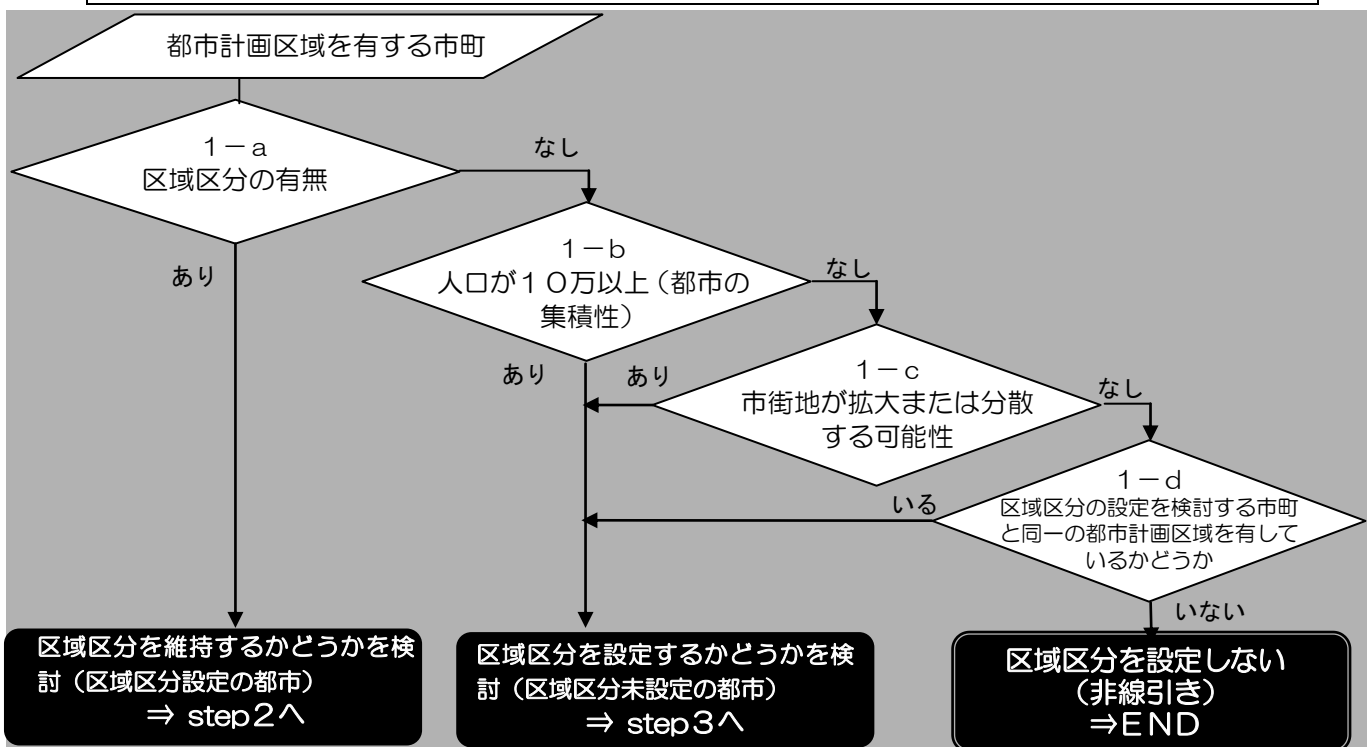 都市計画区域を有する市町
1-a
区域区分の有無
なし
あり
1-b
人口が10万以上(都市の
集積性)
なし
あり
あり
1-c
市街地が拡大または分散
する可能性
なし
いる
1-d
区域区分の設定を検討する市町
と同一の都市計画区域を有して
いるかどうか
いない
区域区分を維持するかどうかを検
討(区域区分設定の都市)
⇒ step2へ
区域区分を設定するかどうかを検
討(区域区分未設定の都市)
⇒ step3へ
区域区分を設定しない
(非線引き)
⇒END